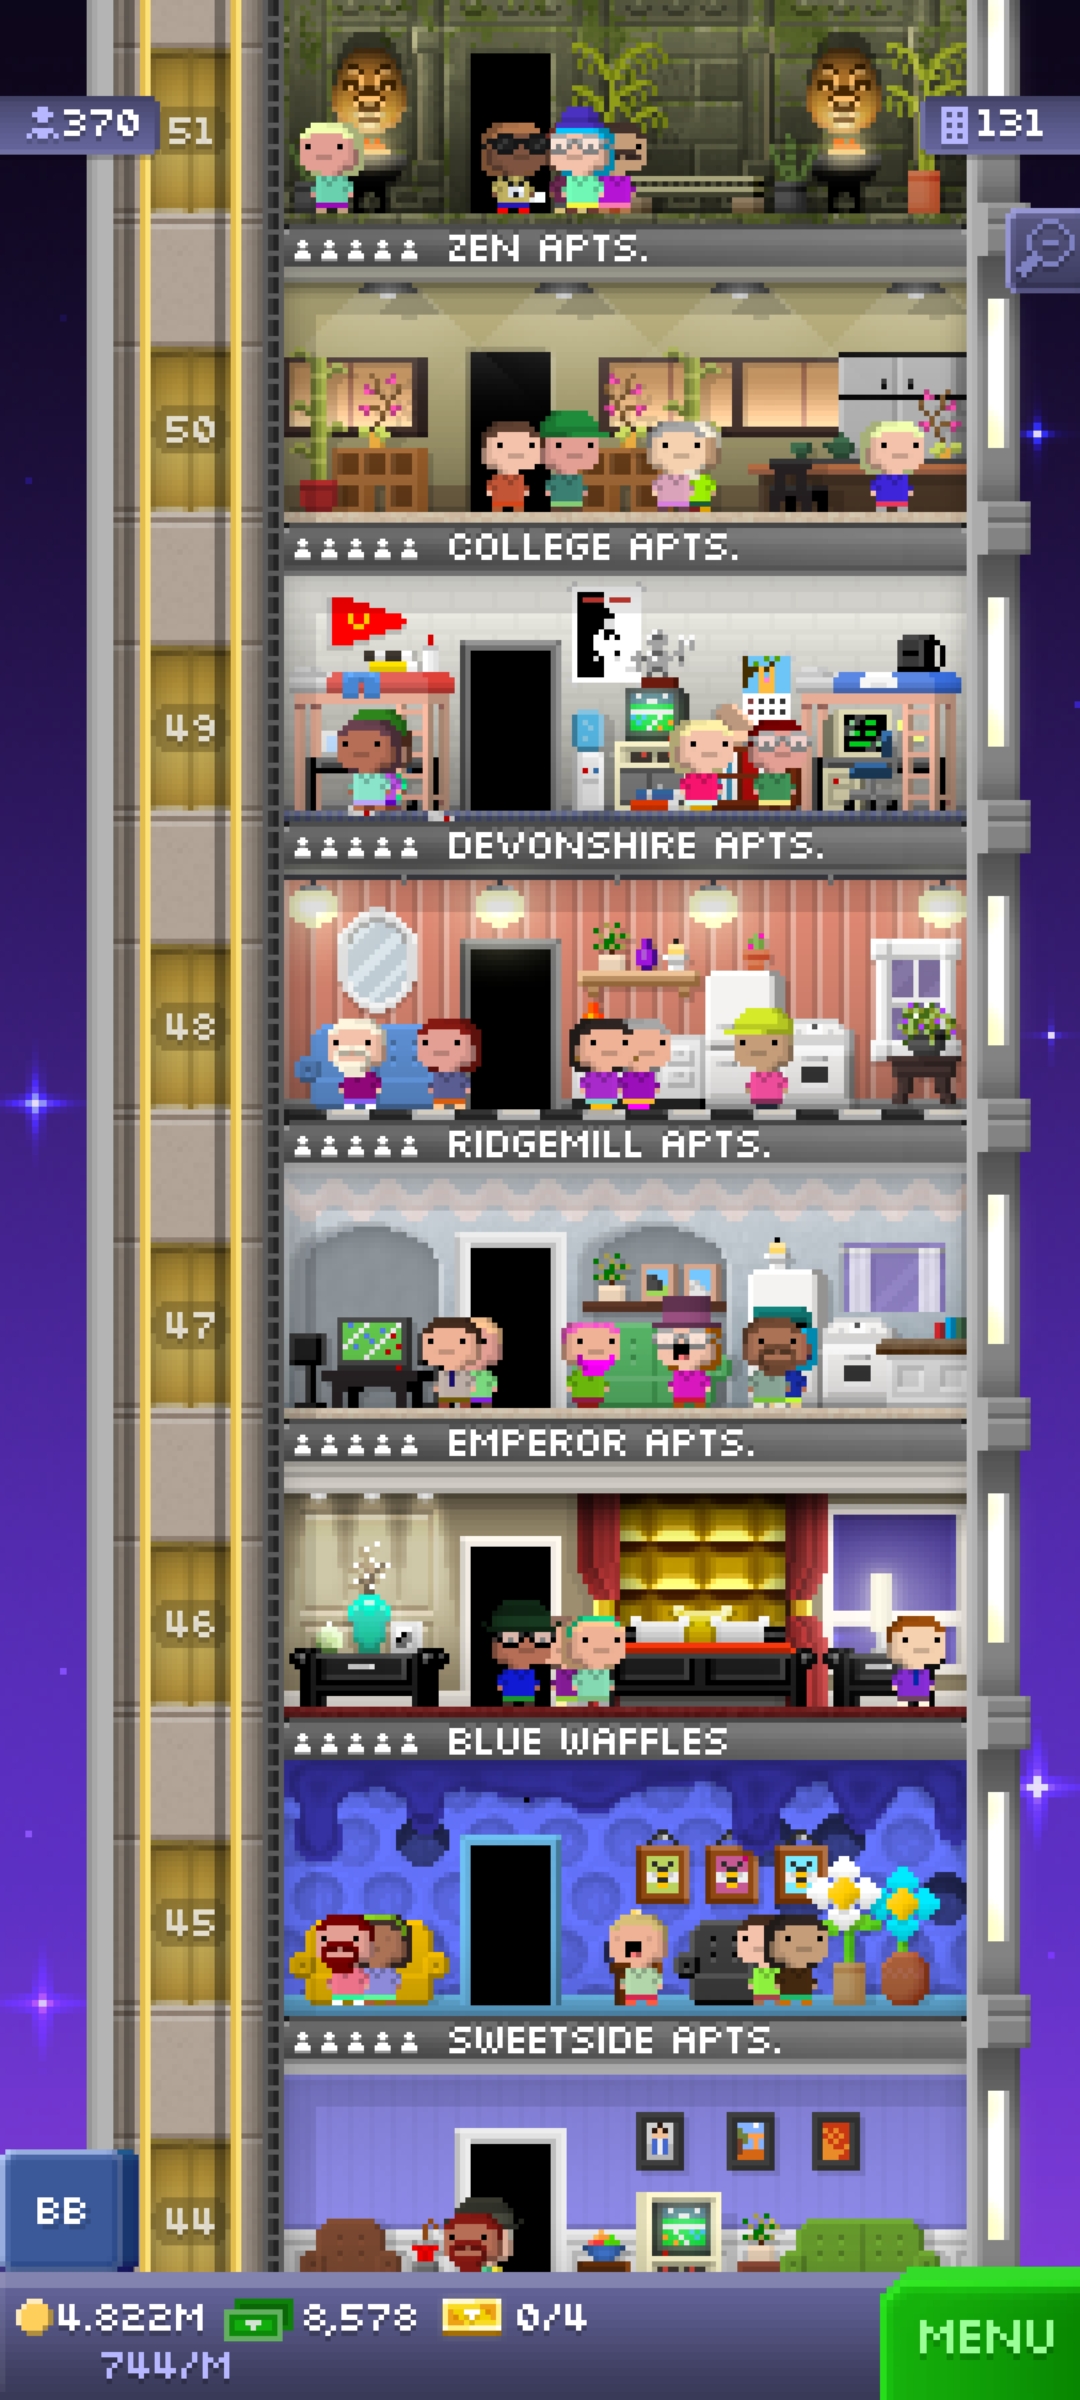 370
51
131
ZEN APTS.
50
COLLEGE APTS.
49
DEVONSHIRE APTS.
48
RIDGEMILL APTS.
47
EMPEROR APTS.
46
BLUE WAFFLES
45
SWEETSIDE APTS.
BB
44
4.822M 8,578 0/4
744/M
MENU